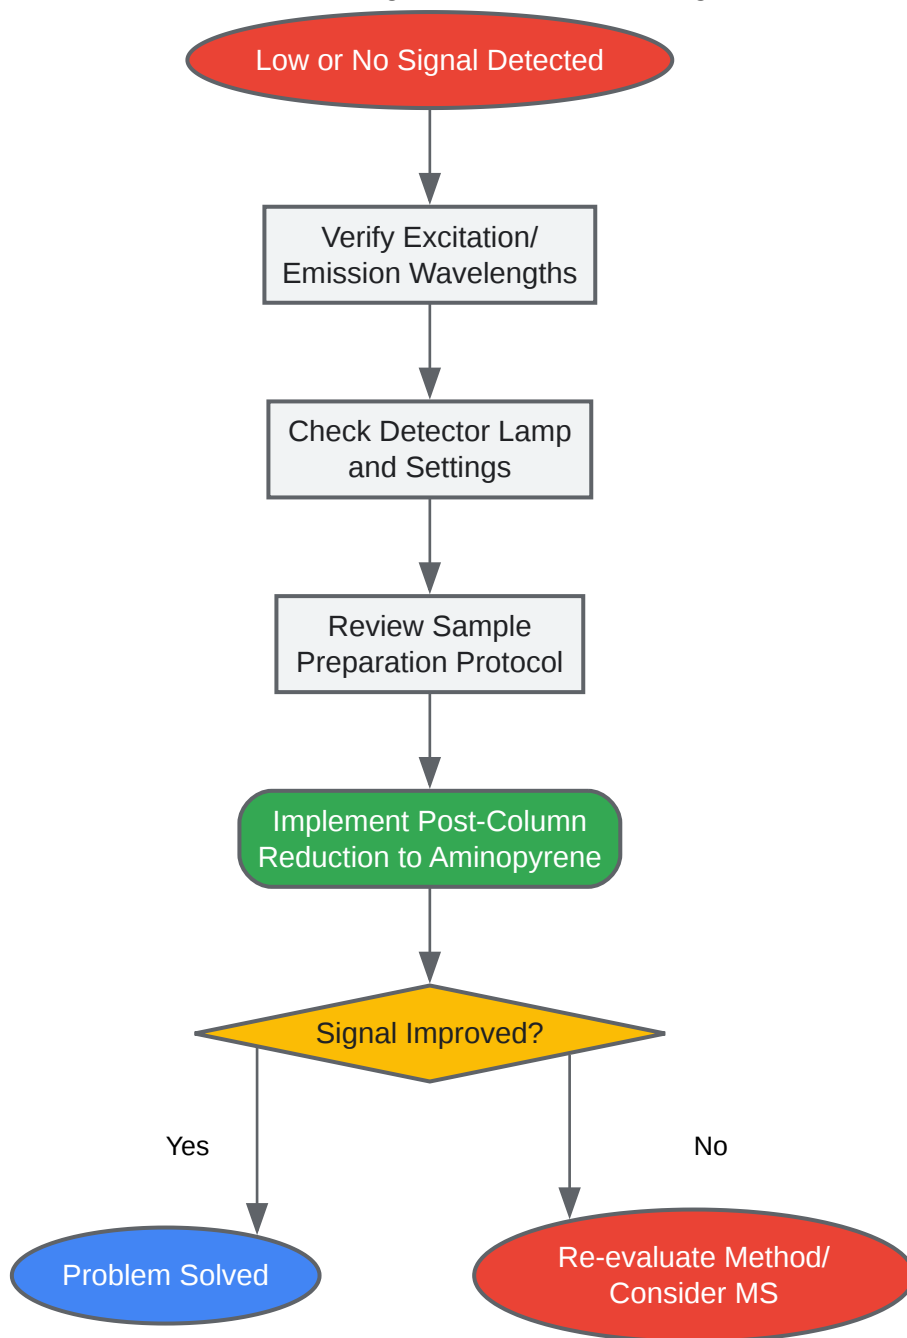 Low or No Signal Detected
Verify Excitation/
Emission Wavelengths
Check Detector Lamp
and Settings
Review Sample
Preparation Protocol
Implement Post-Column
Reduction to Aminopyrene
Signal Improved?
Yes
No
Problem Solved
Re-evaluate Method/
Consider MS